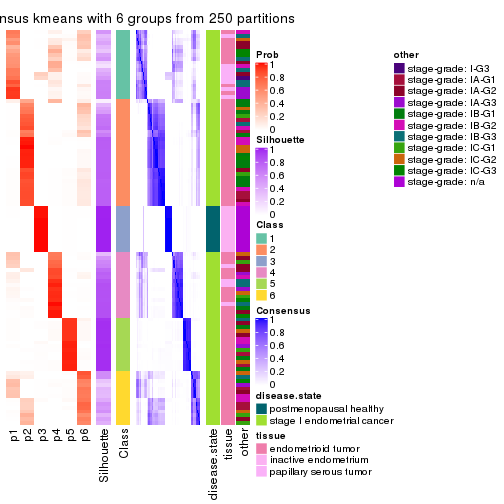 nsus kmeans with 6 groups from 250 partitions
Prob
1
0.8
0.6
0.4
0.2
0
Silhouette
1
0.8
0.6
0.4
0.2
0
Class
1
2
3
4
5
6
Consensus
1
0.8
0.6
0.4
0.2
0
disease.state
postmenopausal healthy
stage I endometrial cancer
tissue
endometrioid tumor
inactive endometrium
papillary serous tumor
other
stage-grade: I-G3
stage-grade: IA-G1
stage-grade: IA-G2
stage-grade: IA-G3
stage-grade: IB-G1
stage-grade: IB-G2
stage-grade: IB-G3
stage-grade: IC-G1
stage-grade: IC-G2
stage-grade: IC-G3
stage-grade: n/a
p1
p2
p3
p4
p5
p6
Silhouette
Class
disease.state
tissue
other